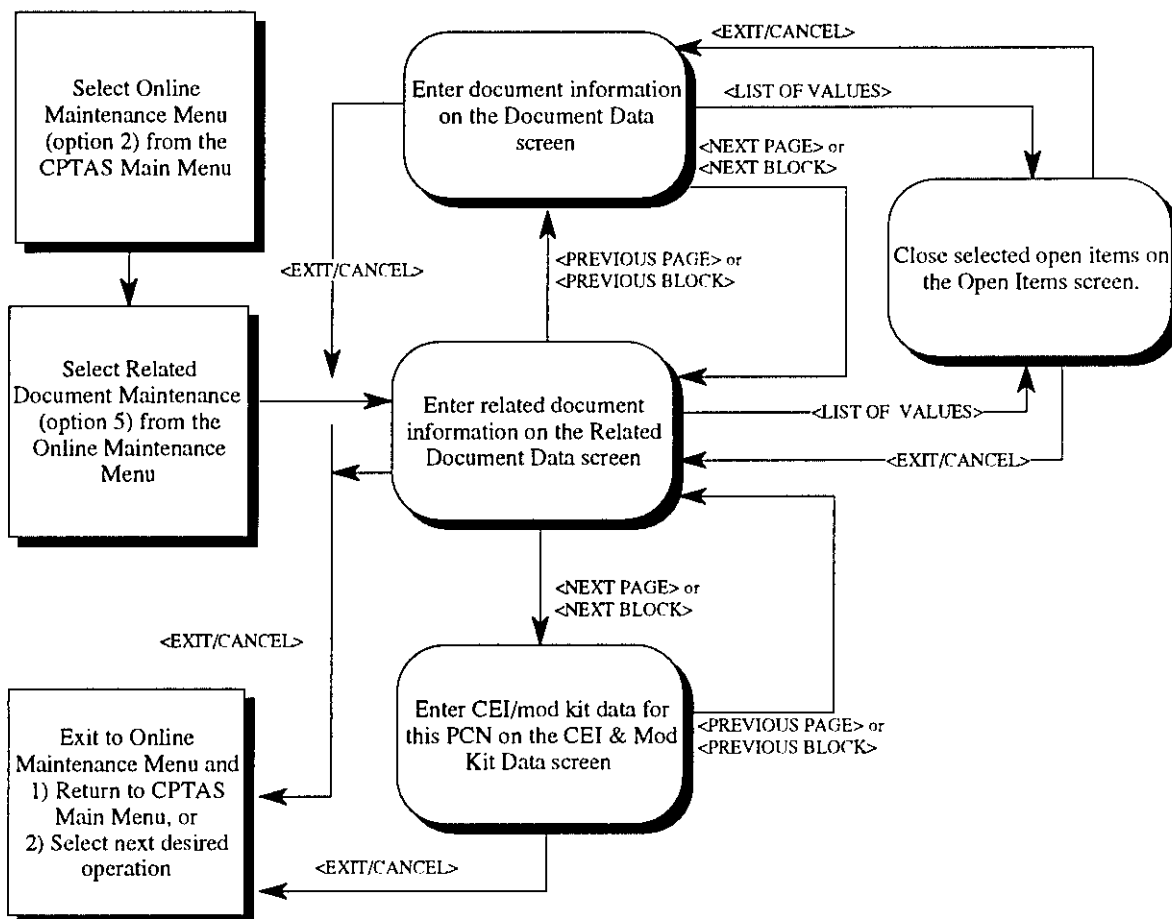 Select Online
Maintenance Menu
(option 2) from the
CPTAS Main Menu
Enter document information
on the Document Data
screen
<EXIT/CANCEL>
<LIST OF VALUES>
<NEXT PAGE> or
<NEXT BLOCK>
Close selected open items on
the Open Items screen.
<EXIT/CANCEL>
<PREVIOUS PAGE> or
<PREVIOUS BLOCK>
Select Related
Document Maintenance
(option 5) from the
Online Maintenance
Menu
Enter related document
information on the Related
Document Data screen
<LIST OF VALUES>
<EXIT/CANCEL>
<NEXT PAGE> or
<NEXT BLOCK>
<EXIT/CANCEL>
Exit to Online
Maintenance Menu and
1) Return to CPTAS
Main Menu, or
2) Select next desired
operation
Enter CEI/mod kit data for
this PCN on the CEI & Mod
Kit Data screen
<PREVIOUS PAGE> or
<PREVIOUS BLOCK>
<EXIT/CANCEL>